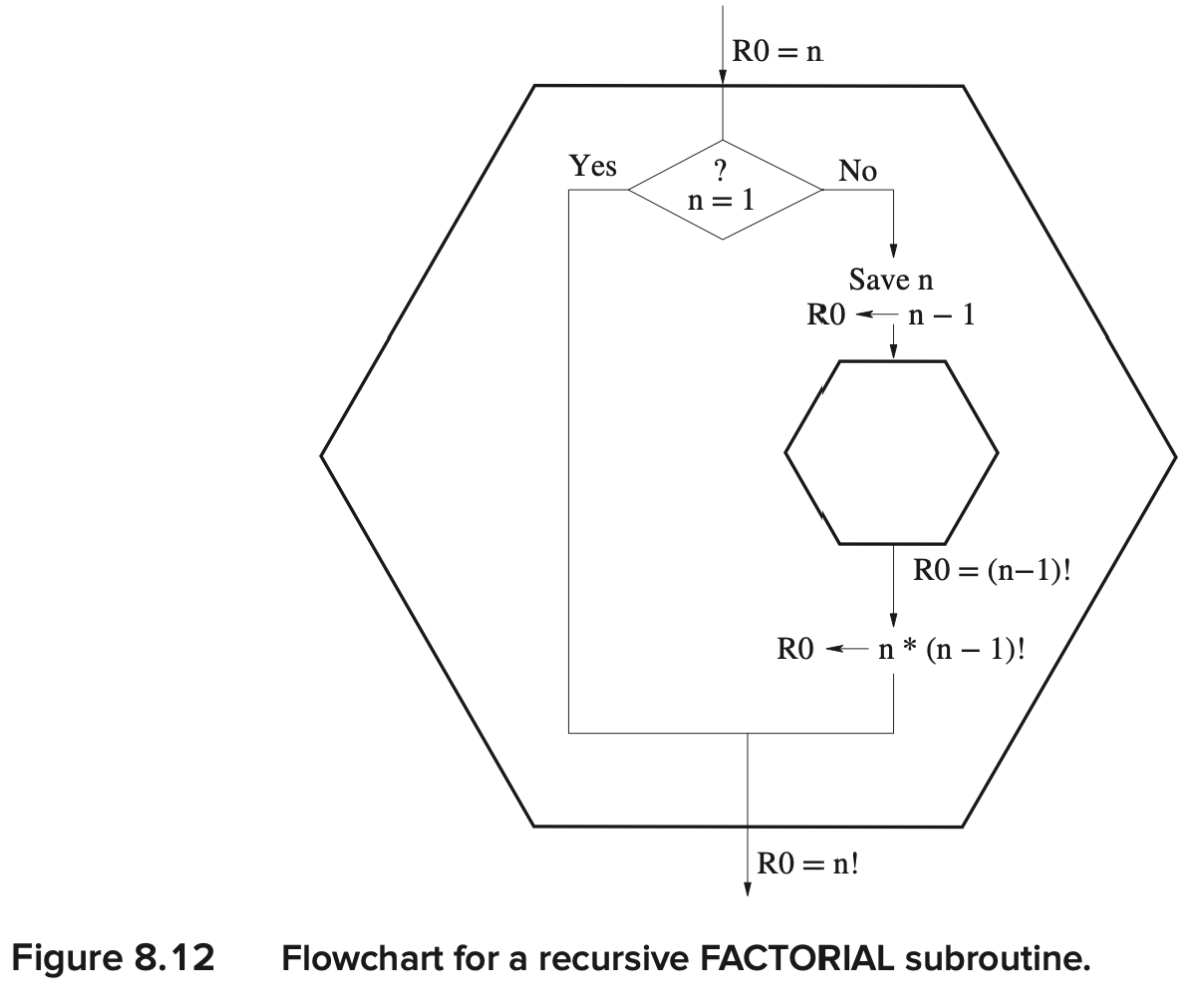 R0 = n
Yes
?
n = 1
No
Save n
R0 ← n – 1
R0 = (n–1)!
R0 ← n * (n – 1)!
R0 = n!
Figure 8.12 Flowchart for a recursive FACTORIAL subroutine.